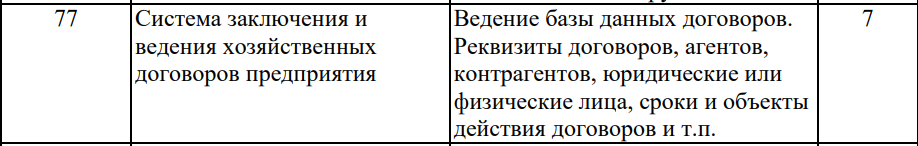 77
Система заключения и
ведения хозяйственных
договоров предприятия
Ведение базы данных договоров.
Реквизиты договоров, агентов,
контрагентов, юридические или
физические лица, сроки и объекты
действия договоров и т.п.
7